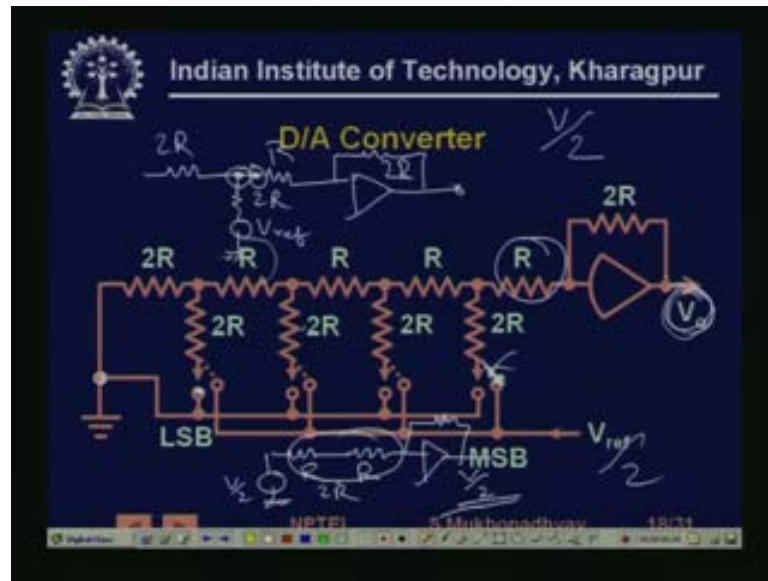 Indian Institute of Technology, Kharagpur
D/A Converter
V/2
2R
R
2R
2R
Vref
2R
2R R R R R
2R 2R 2R 2R
Vo
LSB
MSB
Vref/2
V/2
R R
2R
V/2
NPTEL S.Mukhopadhyay 18/31